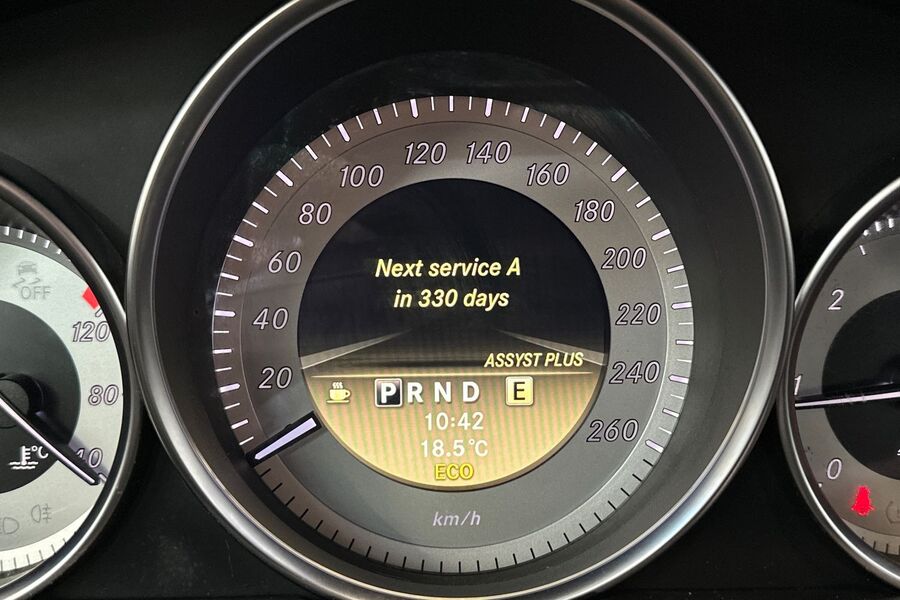 Next service A
in 330 days
ASSYST PLUS
P R N D E
10:42
18.5°C
ECO
km/h
20
40
60
80
100
120
140
160
180
200
220
240
260
OFF
120
80
40
°C
2
1
0